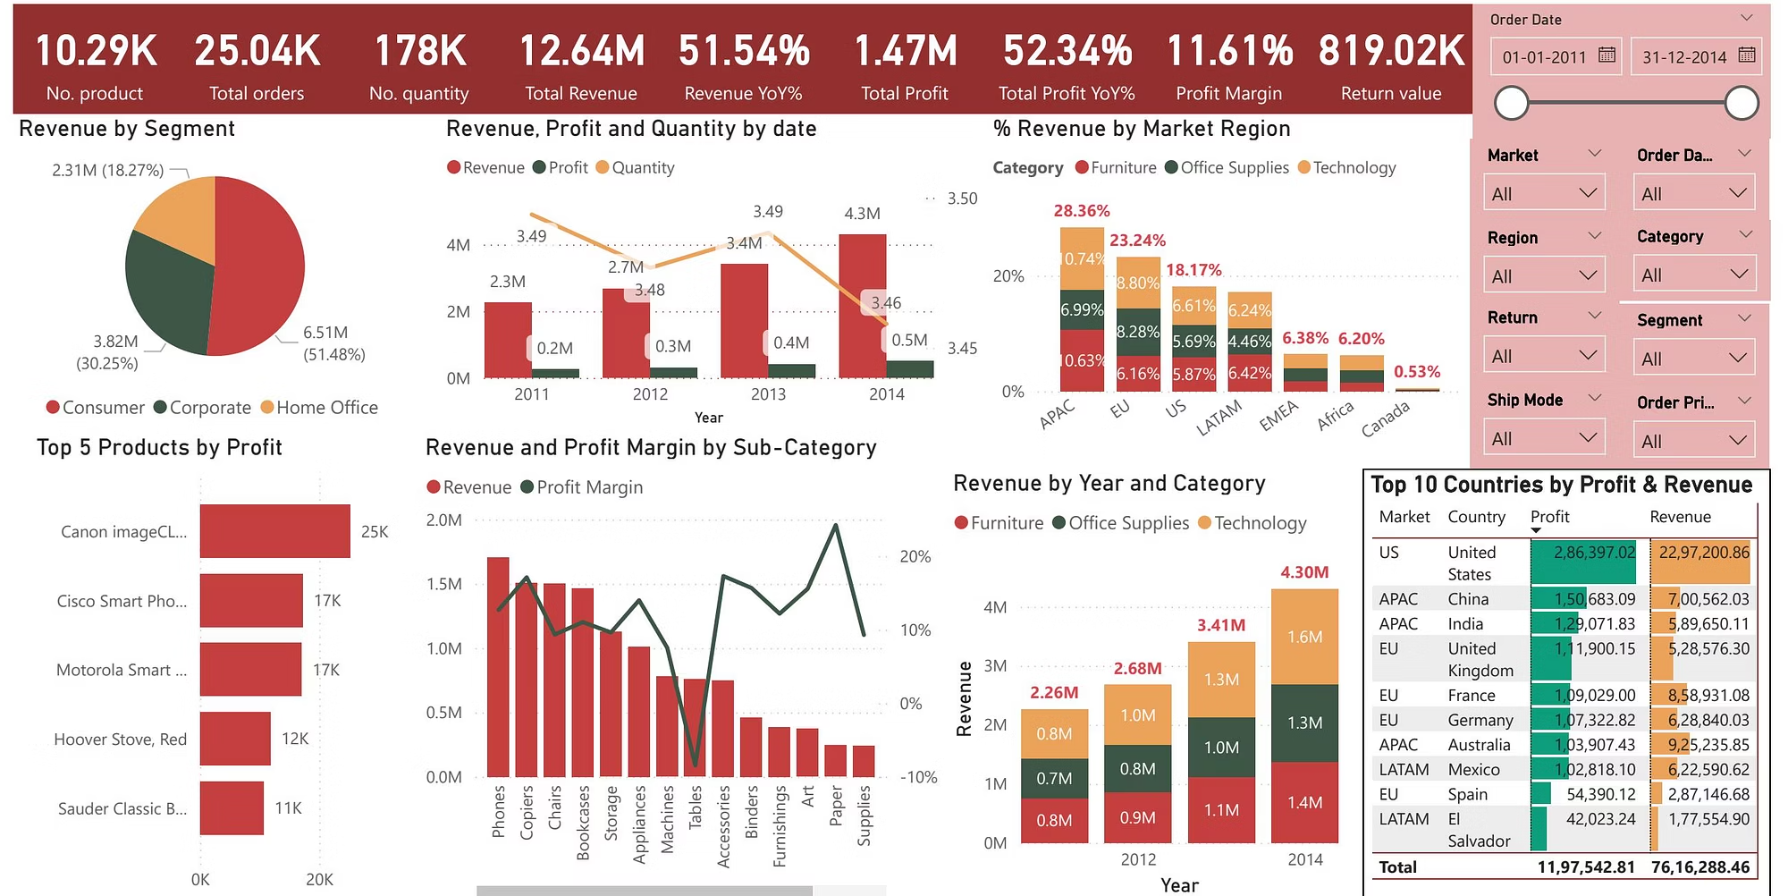 10.29K 25.04K 178K 12.64M 51.54% 1.47M 52.34% 11.61% 819.02K
No. product Total orders No. quantity Total Revenue Revenue YoY% Total Profit Total Profit YoY% Profit Margin Return value
Order Date
01-01-2011 31-12-2014
Market Order Da...
All All
Region Category
All All
Return Segment
All All
Ship Mode Order Pri...
All All
Revenue by Segment
2.31M (18.27%)
3.82M
(30.25%)
6.51M
(51.48%)
Consumer Corporate Home Office
Revenue, Profit and Quantity by date
Revenue Profit Quantity
3.50
3.49 3.49 4.3M
4M 3.4M
2.3M 2.7M
3.48 3.46
2M
0.2M 0.3M 0.4M 0.5M 3.45
0M
2011 2012 2013 2014
Year
% Revenue by Market Region
Category Furniture Office Supplies Technology
28.36%
23.24%
18.17%
20%
10.74% 8.80% 6.61% 6.24%
6.99% 8.28% 5.69% 4.46% 6.38% 6.20%
10.63% 6.16% 5.87% 6.42% 0.53%
0%
APAC EU US LATAM EMEA Africa Canada
Top 5 Products by Profit
Canon imageCL... 25K
Cisco Smart Pho... 17K
Motorola Smart ... 17K
Hoover Stove, Red 12K
Sauder Classic B... 11K
0K 20K
Revenue and Profit Margin by Sub-Category
Revenue Profit Margin
2.0M
20%
1.5M
10%
1.0M
0%
0.5M
0.0M -10%
Phones Copiers Chairs Bookcases Storage Appliances Machines Tables Accessories Binders Furnishings Art Paper Supplies
Revenue by Year and Category
Furniture Office Supplies Technology
4.30M
4M
3.41M
1.6M
3M
2.68M
1.3M
2.26M
1.3M
2M
1.0M
0.8M
1.0M
1M
0.7M 0.8M
1.4M
0.8M 0.9M 1.1M
0M
Revenue
2012 2014
Year
Top 10 Countries by Profit & Revenue
Market Country Profit Revenue
US United States 2,86,397.02 22,97,200.86
APAC China 1,50,683.09 7,00,562.03
APAC India 1,29,071.83 5,89,650.11
EU United Kingdom 1,11,900.15 5,28,576.30
EU France 1,09,029.00 8,58,931.08
EU Germany 1,07,322.82 6,28,840.03
APAC Australia 1,03,907.43 9,25,235.85
LATAM Mexico 1,02,818.10 6,22,590.62
EU Spain 54,390.12 2,87,146.68
LATAM El Salvador 42,023.24 1,77,554.90
Total 11,97,542.81 76,16,288.46